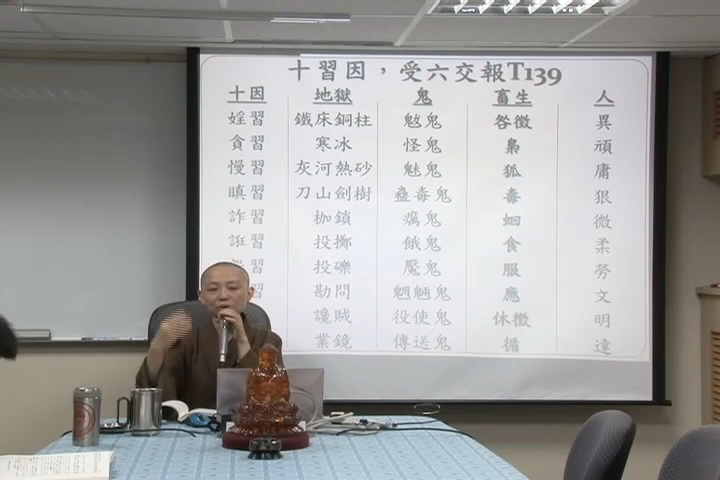 十習因，受六交報T139
十因 地獄 鬼 畜生 人
婬習 鐵床銅柱 魃鬼 咎徵 異
貪習 寒冰 怪鬼 梟 頑
慢習 灰河熱砂 魅鬼 狐 庸
瞋習 刀山劍樹 蠱毒鬼 毒 狠
詐習 枷鎖 癘鬼 蛔 微
誑習 投擲 餓鬼 食 柔
投礫 魘鬼 服 勞
習 勘問 魍魎鬼 應 文
讒賊 役使鬼 休徵 明
業鏡 傳送鬼 循 達